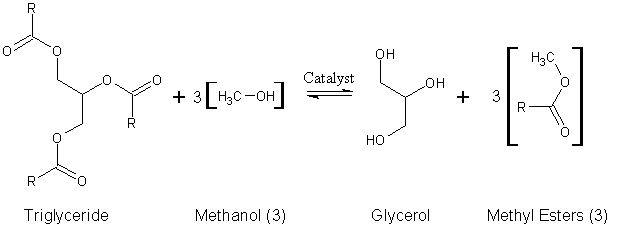 R
O
O
O
O
R
O
O
R
+ 3 [ H₃C–OH ]
Catalyst
OH
OH
HO
+ 3
H₃C
O
R
O
Triglyceride
Methanol (3)
Glycerol
Methyl Esters (3)